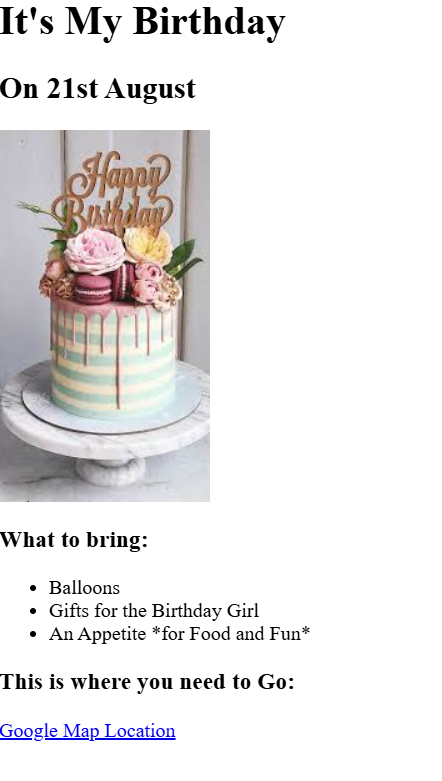 It's My Birthday
On 21st August
Happy
Birthday
What to bring:
Balloons
Gifts for the Birthday Girl
An Appetite *for Food and Fun*
This is where you need to Go:
Google Map Location